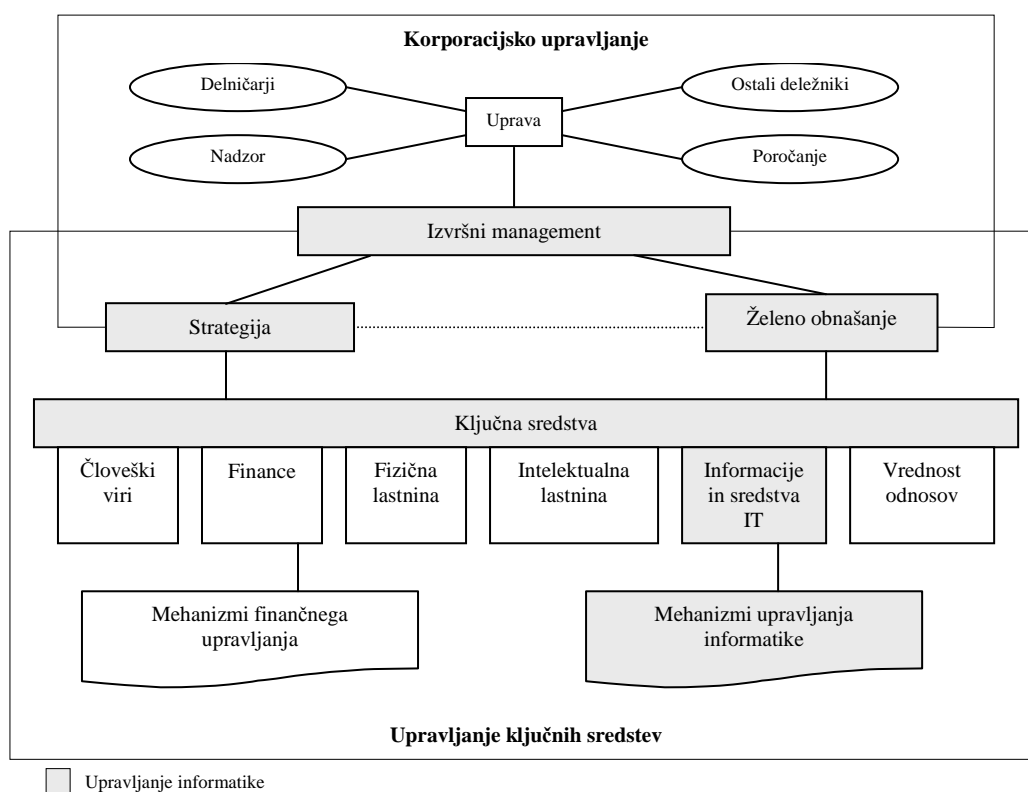 Korporacijsko upravljanje
Delničarji
Ostali deležniki
Uprava
Nadzor
Poročanje
Izvršni management
Strategija
Želeno obnašanje
Ključna sredstva
Človeški
viri
Finance
Fizična
lastnina
Intelektualna
lastnina
Informacije
in sredstva
IT
Vrednost
odnosov
Mehanizmi finančnega
upravljanja
Mehanizmi upravljanja
informatike
Upravljanje ključnih sredstev
Upravljanje informatike